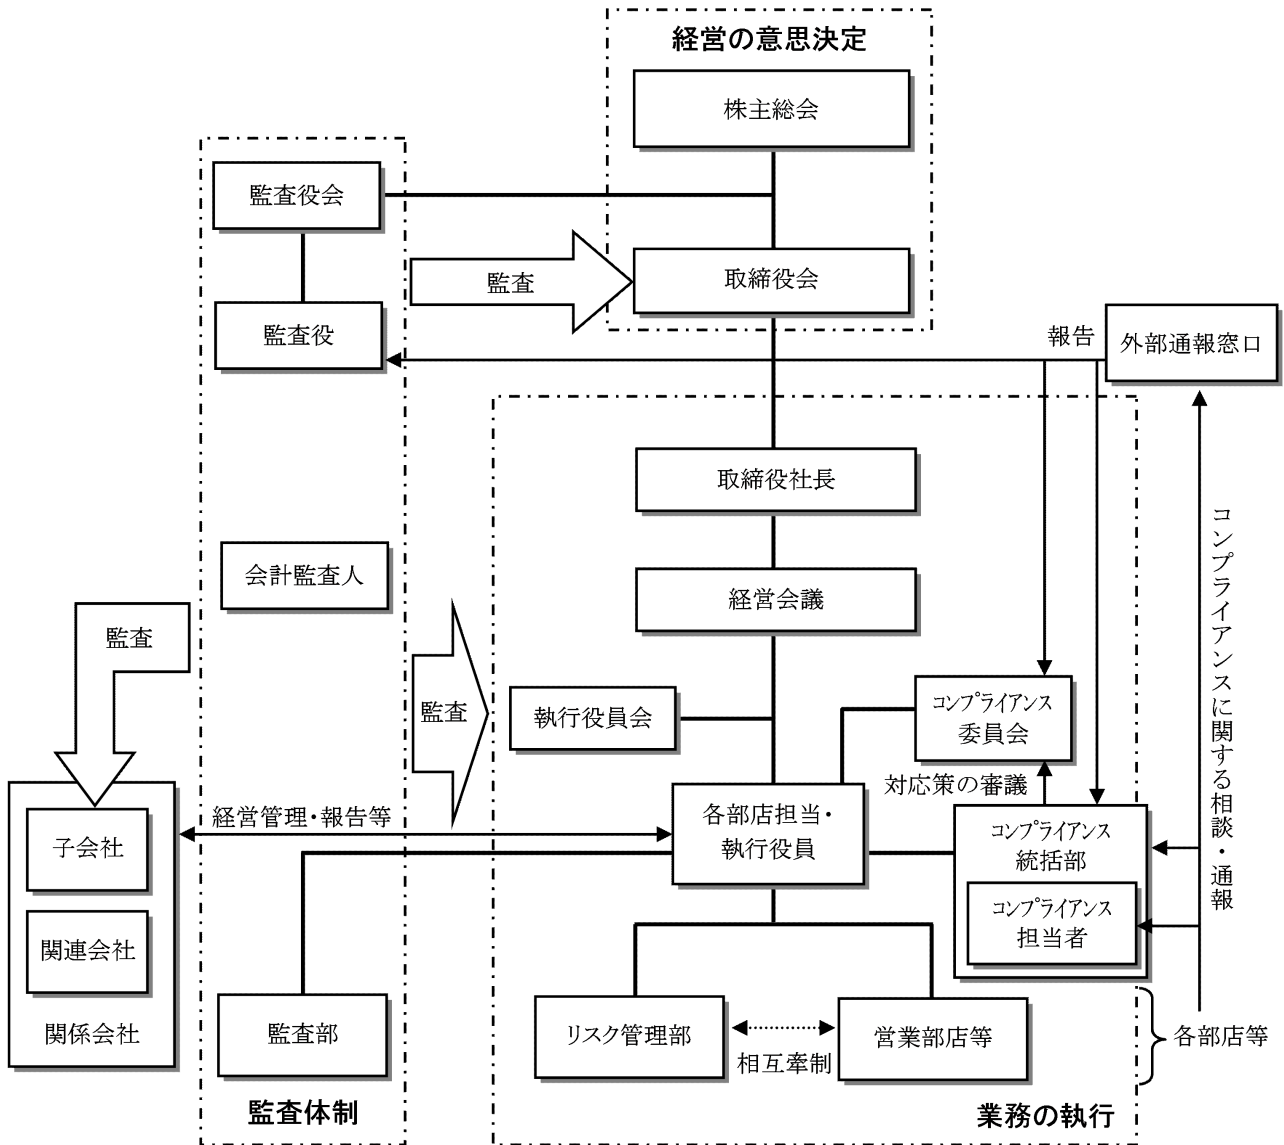 経営の意思決定
株主総会
監査役会
取締役会
監査
監査役
報告
外部通報窓口
取締役社長
会計監査人
経営会議
監査
監査
執行役員会
コンプライアンス
委員会
対応策の審議
コンプライアンスに関する相談・通報
経営管理・報告等
各部店担当・
執行役員
子会社
関連会社
関係会社
コンプライアンス
統括部
コンプライアンス
担当者
監査部
リスク管理部
相互牽制
営業部店等
各部店等
監査体制
業務の執行